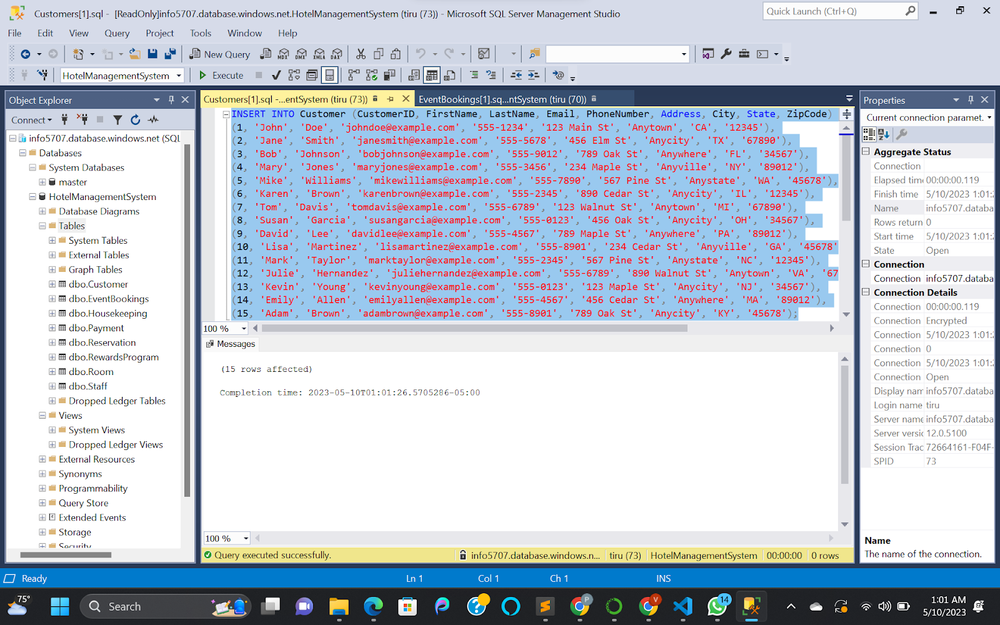 Customers[1].sql - [ReadOnly]info5707.database.windows.net.HotelManagementSystem (tiru (73)) - Microsoft SQL Server Management Studio
Quick Launch (Ctrl+Q)
File Edit View Query Project Tools Window Help
New Query MDX DMX XMLA DAX
HotelManagementSystem Execute
Object Explorer
Connect
info5707.database.windows.net (SQL
Databases
System Databases
master
HotelManagementSystem
Database Diagrams
Tables
System Tables
External Tables
Graph Tables
dbo.Customer
dbo.EventBookings
dbo.Housekeeping
dbo.Payment
dbo.Reservation
dbo.RewardsProgram
dbo.Room
dbo.Staff
Dropped Ledger Tables
Views
System Views
Dropped Ledger Views
External Resources
Synonyms
Programmability
Query Store
Extended Events
Storage
Security
Customers[1].sql -...entSystem (tiru (73)) EventBookings[1].sq...ntSystem (tiru (70))
INSERT INTO Customer (CustomerID, FirstName, LastName, Email, PhoneNumber, Address, City, State, ZipCode)
(1, 'John', 'Doe', 'johndoe@example.com', '555-1234', '123 Main St', 'Anytown', 'CA', '12345'),
(2, 'Jane', 'Smith', 'janesmith@example.com', '555-5678', '456 Elm St', 'Anycity', 'TX', '67890'),
(3, 'Bob', 'Johnson', 'bobjohnson@example.com', '555-9012', '789 Oak St', 'Anywhere', 'FL', '34567'),
(4, 'Mary', 'Jones', 'maryjones@example.com', '555-3456', '234 Maple St', 'Anyville', 'NY', '89012'),
(5, 'Mike', 'Williams', 'mikewilliams@example.com', '555-7890', '567 Pine St', 'Anystate', 'WA', '45678'),
(6, 'Karen', 'Brown', 'karenbrown@example.com', '555-2345', '890 Cedar St', 'Anycity', 'IL', '12345'),
(7, 'Tom', 'Davis', 'tomdavis@example.com', '555-6789', '123 Walnut St', 'Anytown', 'MI', '67890'),
(8, 'Susan', 'Garcia', 'susangarcia@example.com', '555-0123', '456 Oak St', 'Anycity', 'OH', '34567'),
(9, 'David', 'Lee', 'davidlee@example.com', '555-4567', '789 Maple St', 'Anywhere', 'PA', '89012'),
(10, 'Lisa', 'Martinez', 'lisamartinez@example.com', '555-8901', '234 Cedar St', 'Anyville', 'GA', '45678'
(11, 'Mark', 'Taylor', 'marktaylor@example.com', '555-2345', '567 Pine St', 'Anystate', 'NC', '12345'),
(12, 'Julie', 'Hernandez', 'juliehernandez@example.com', '555-6789', '890 Walnut St', 'Anytown', 'VA', '67
(13, 'Kevin', 'Young', 'kevinyoung@example.com', '555-0123', '123 Maple St', 'Anycity', 'NJ', '34567'),
(14, 'Emily', 'Allen', 'emilyallen@example.com', '555-4567', '456 Cedar St', 'Anywhere', 'MA', '89012'),
(15, 'Adam', 'Brown', 'adambrown@example.com', '555-8901', '789 Oak St', 'Anycity', 'KY', '45678');
100 %
Messages
(15 rows affected)
Completion time: 2023-05-10T01:01:26.5705286-05:00
100 %
Query executed successfully. info5707.database.windows.n... tiru (73) HotelManagementSystem 00:00:00 0 rows
Properties
Current connection paramet.
Aggregate Status
Connection
Elapsed time 00:00:00.119
Finish time 5/10/2023 1:01:2
Name info5707.databa
Rows return 0
Start time 5/10/2023 1:01:2
State Open
Connection
Connection info5707.databa
Connection Details
Connection 00:00:00.119
Connection Encrypted
Connection 5/10/2023 1:01:2
Connection 0
Connection 5/10/2023 1:01:2
Connection Open
Display nam info5707.databa
Login name tiru
Server name info5707.databa
Server versic 12.0.5100
Session Trac 72664161-F04F-
SPID 73
Name
The name of the connection.
Ready Ln 1 Col 1 Ch 1 INS
75° Search P V 14 1:01 AM
5/10/2023